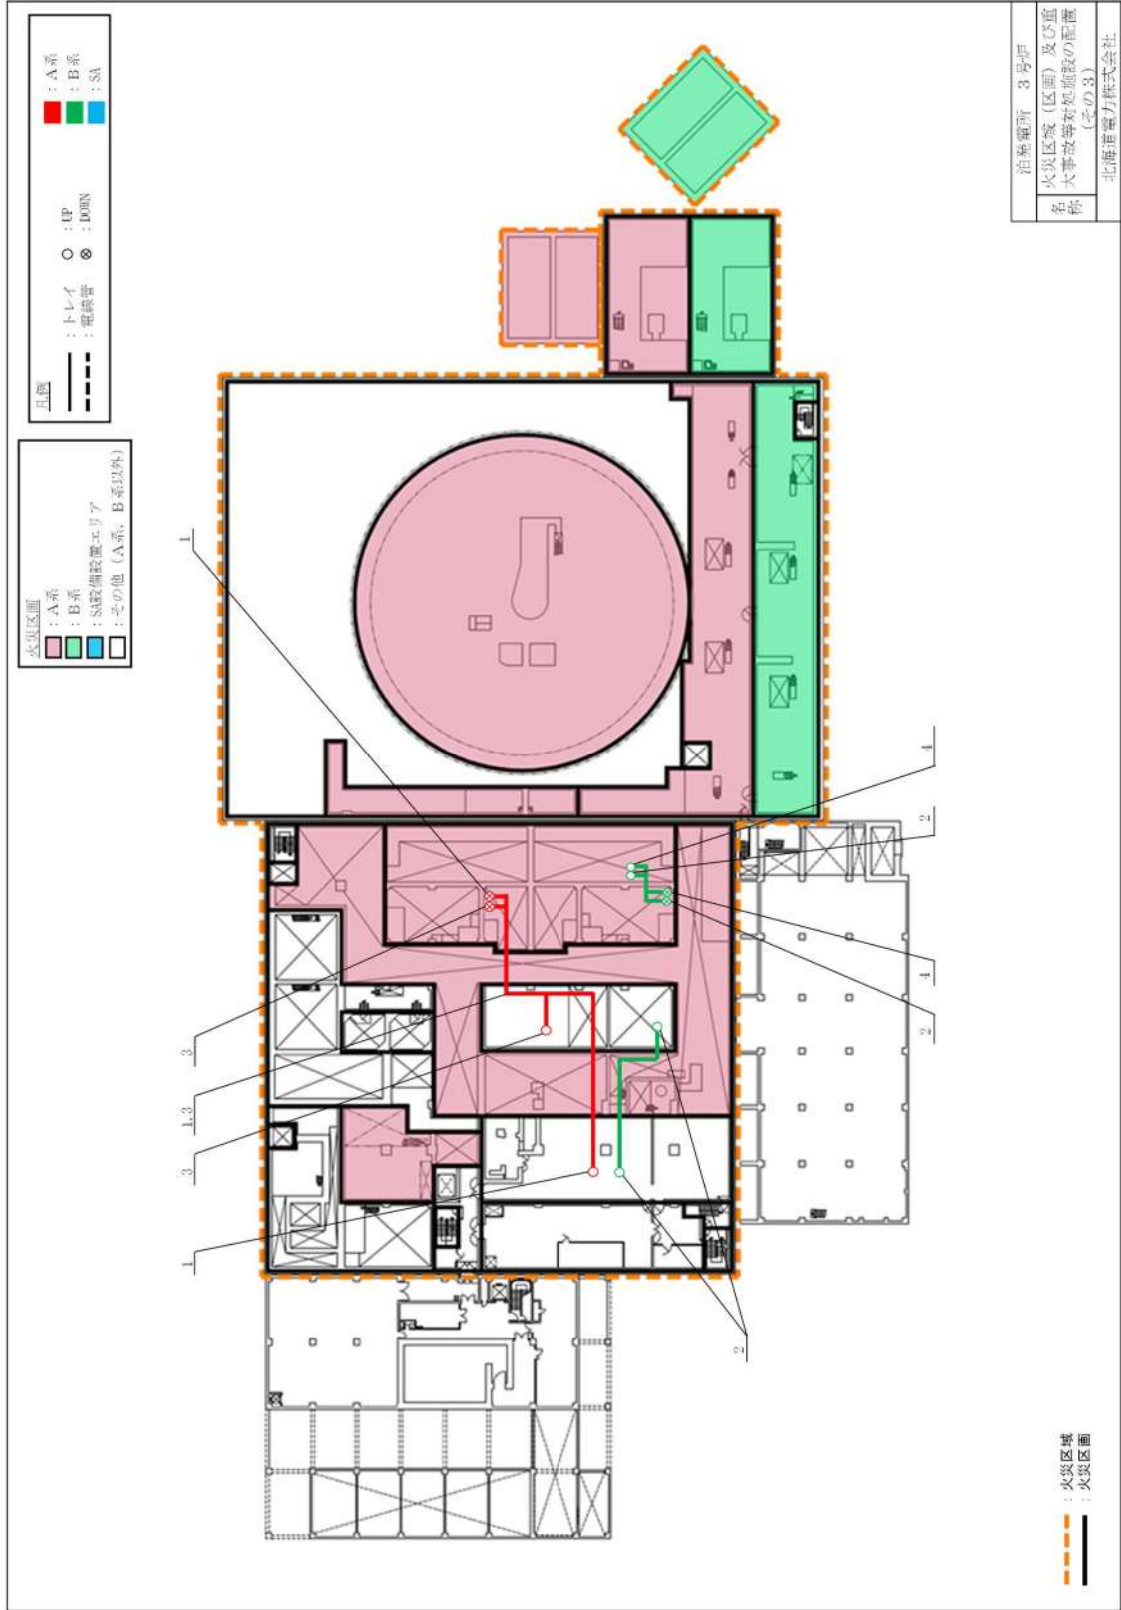 凡例
：トレイ
：電線管
○：UP
⊗：DOWN
：A系
：B系
：SA
火災区画
：A系
：B系
：SA設備設置エリア
：その他（A系、B系以外）
1
3
1,3
3
1
4
2
4
2
2
：火災区域
：火災区画
泊発電所　3号炉
名称
火災区域（区画）及び重
大事故等対処施設の配置
（その3）
北海道電力株式会社